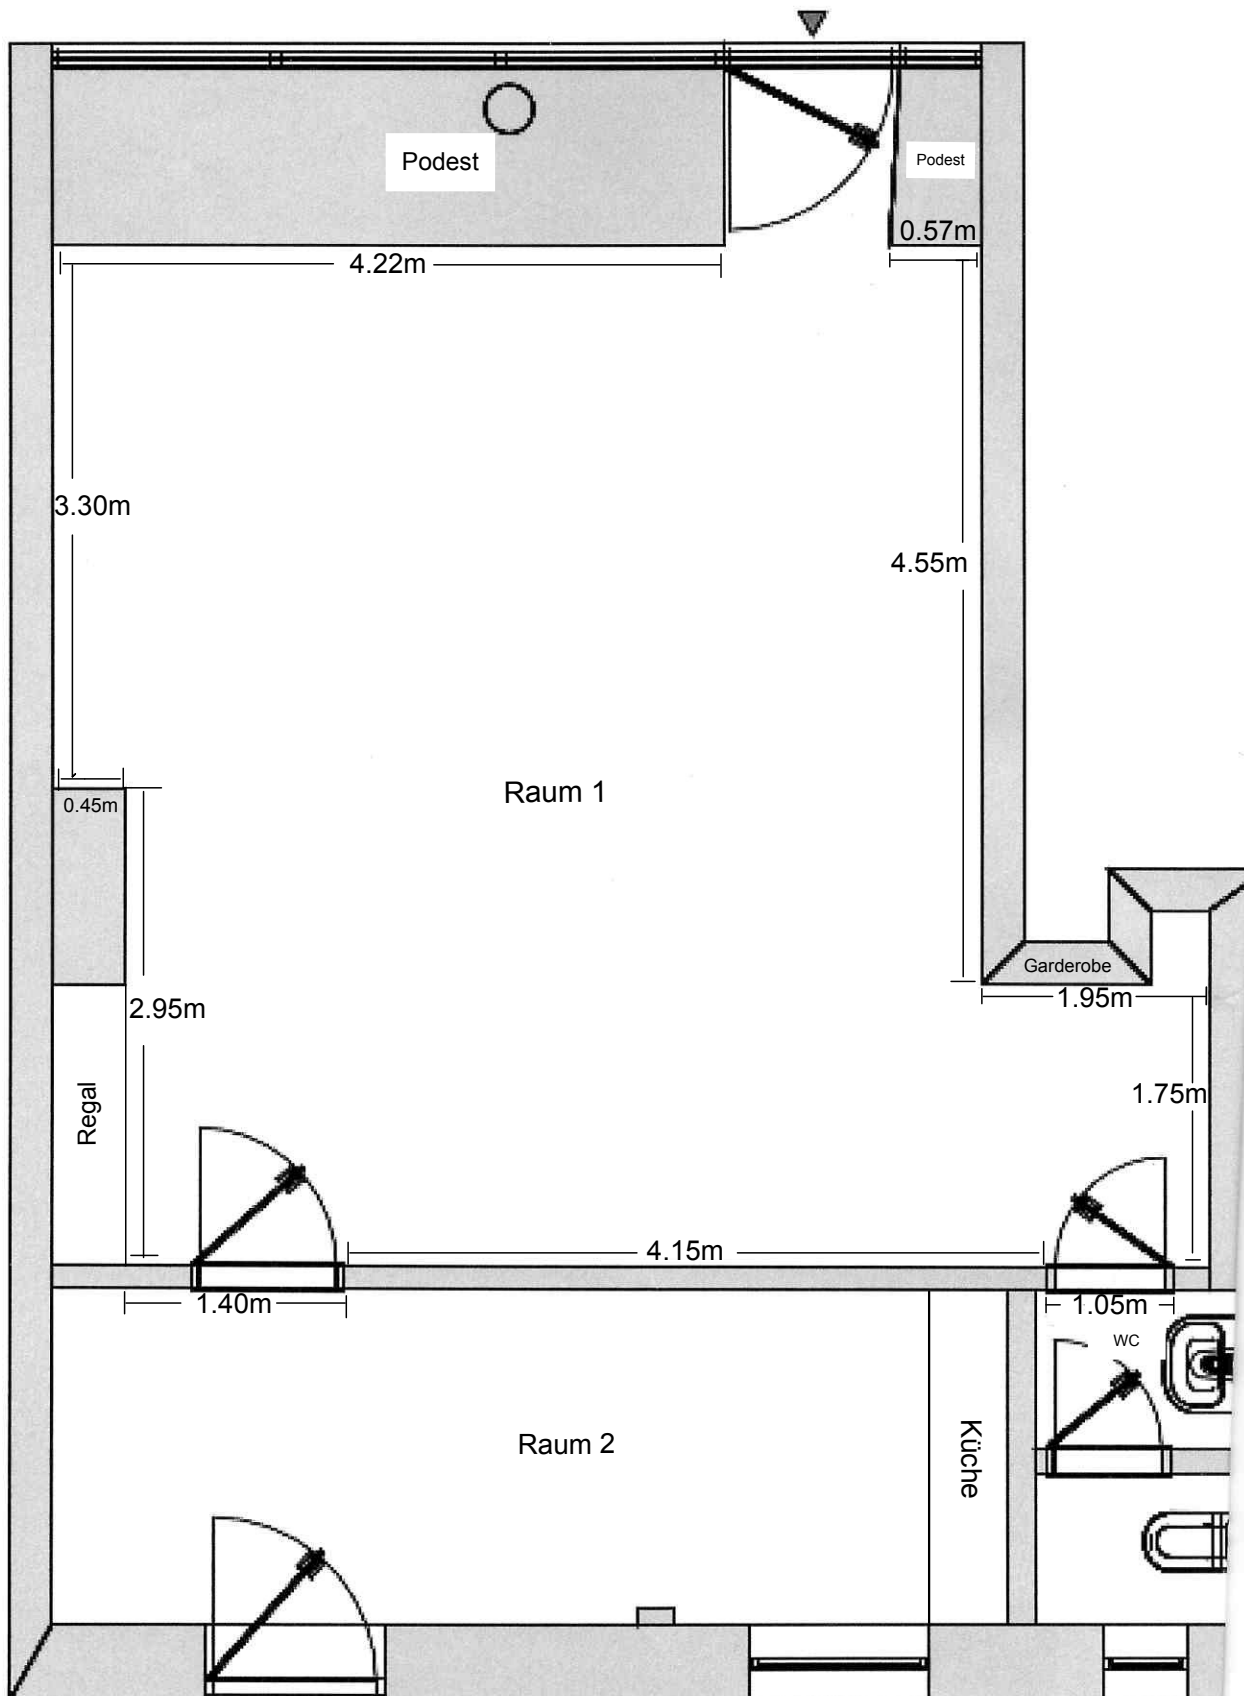 Podest
Podest
0.57m
4.22m
3.30m
4.55m
Raum 1
0.45m
Garderobe
1.95m
2.95m
1.75m
Regal
4.15m
1.40m
1.05m
WC
Raum 2
Küche